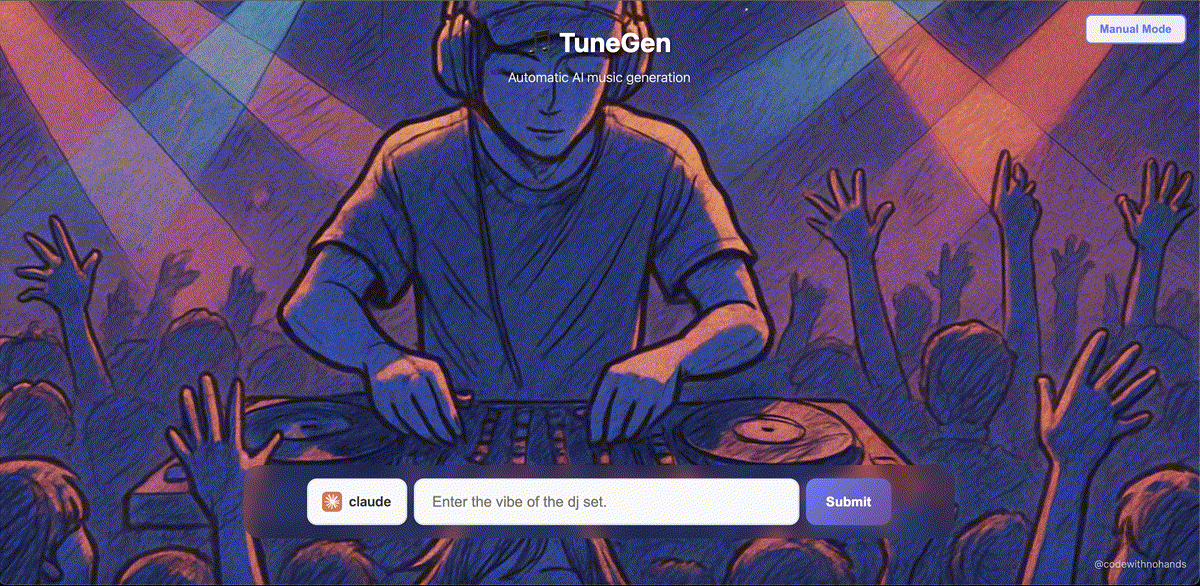 TuneGen
Manual Mode
Automatic AI music generation
claude
Enter the vibe of the dj set.
Submit
@codewithnohands